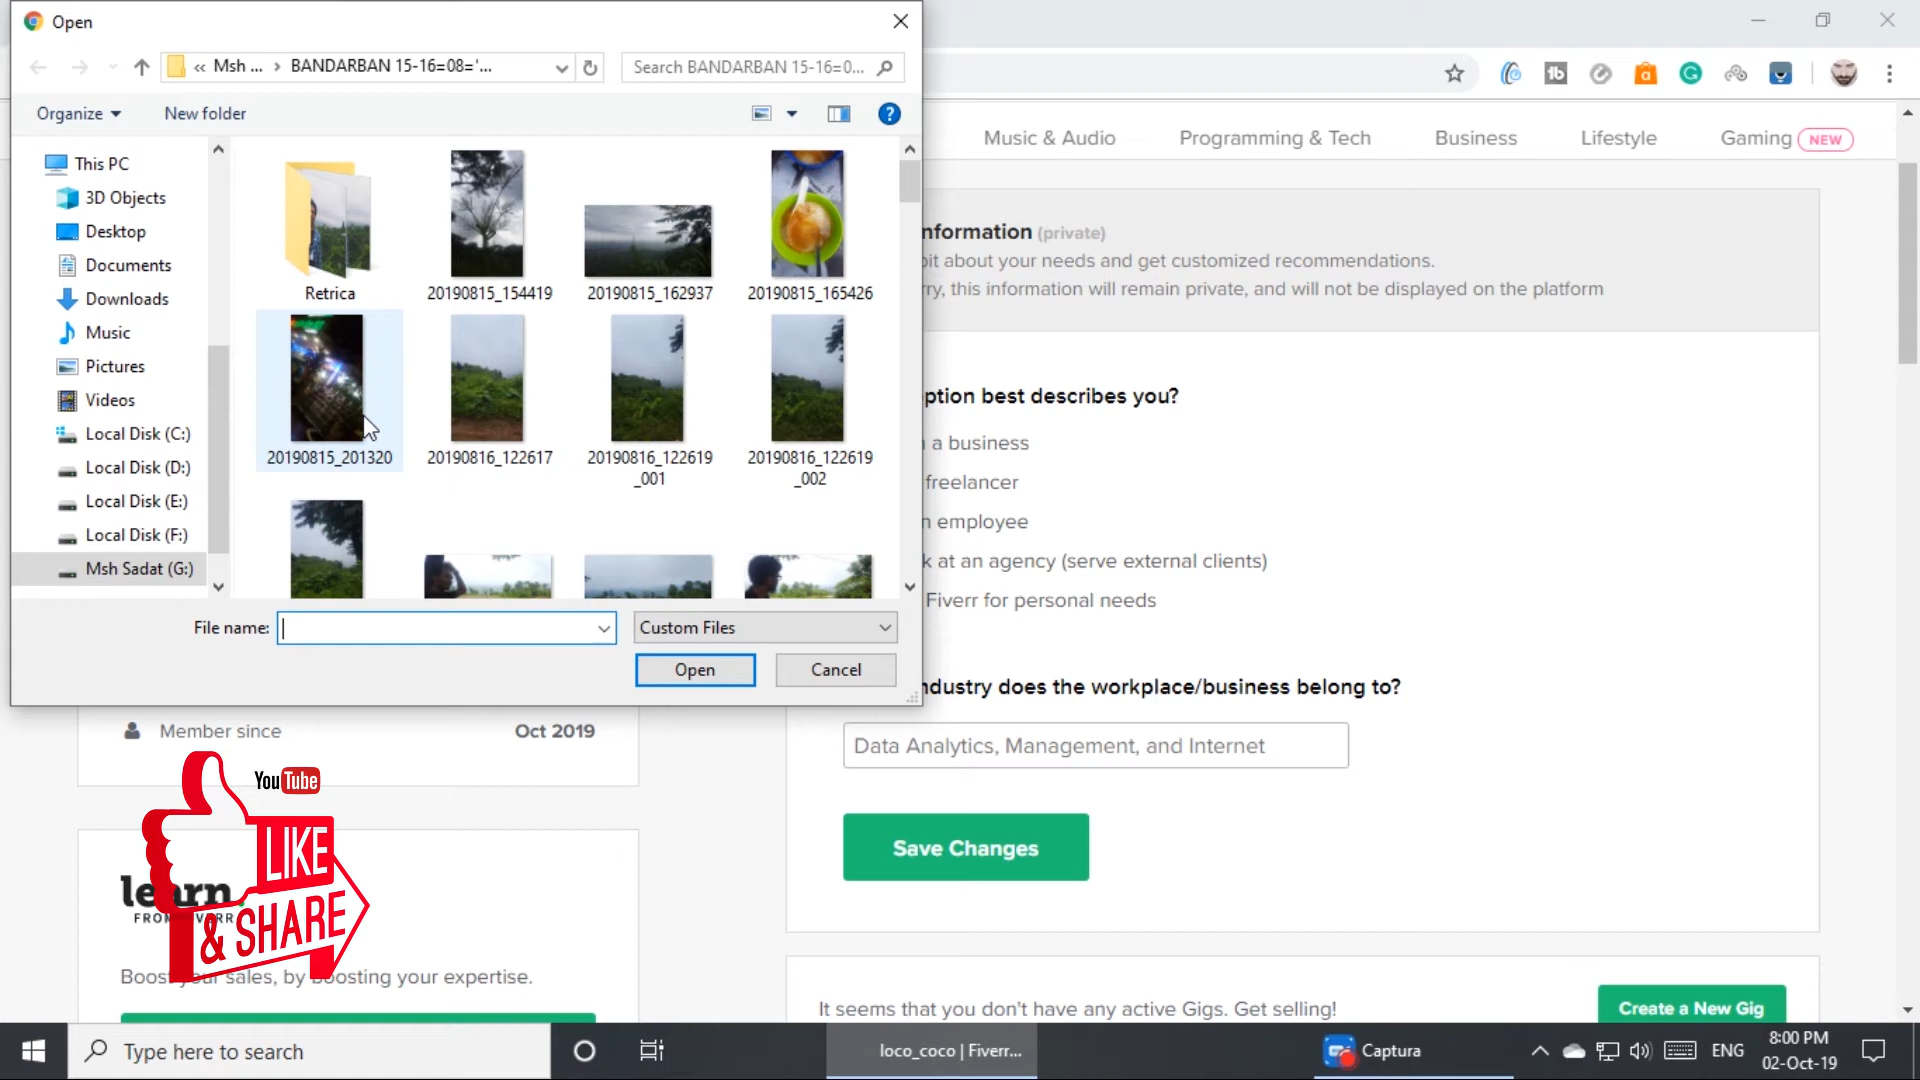 Open
« Msh ... > BANDARBAN 15-16=08='...
Search BANDARBAN 15-16=0...
Organize
New folder
This PC
3D Objects
Desktop
Documents
Downloads
Music
Pictures
Videos
Local Disk (C:)
Local Disk (D:)
Local Disk (E:)
Local Disk (F:)
Msh Sadat (G:)
Retrica
20190815_154419
20190815_162937
20190815_165426
20190815_201320
20190816_122617
20190816_122619
_001
20190816_122619
_002
File name:
Custom Files
Open
Cancel
Music & Audio
Programming & Tech
Business
Lifestyle
Gaming NEW
nformation (private)
bit about your needs and get customized recommendations.
rry, this information will remain private, and will not be displayed on the platform
ption best describes you?
a business
freelancer
n employee
k at an agency (serve external clients)
Fiverr for personal needs
ndustry does the workplace/business belong to?
Data Analytics, Management, and Internet
Save Changes
It seems that you don't have any active Gigs. Get selling!
Create a New Gig
Member since
Oct 2019
YouTube
LIKE
& SHARE
learn.
FROM FIVERR
Boost your sales, by boosting your expertise.
Type here to search
loco_coco | Fiverr...
Captura
ENG
8:00 PM
02-Oct-19